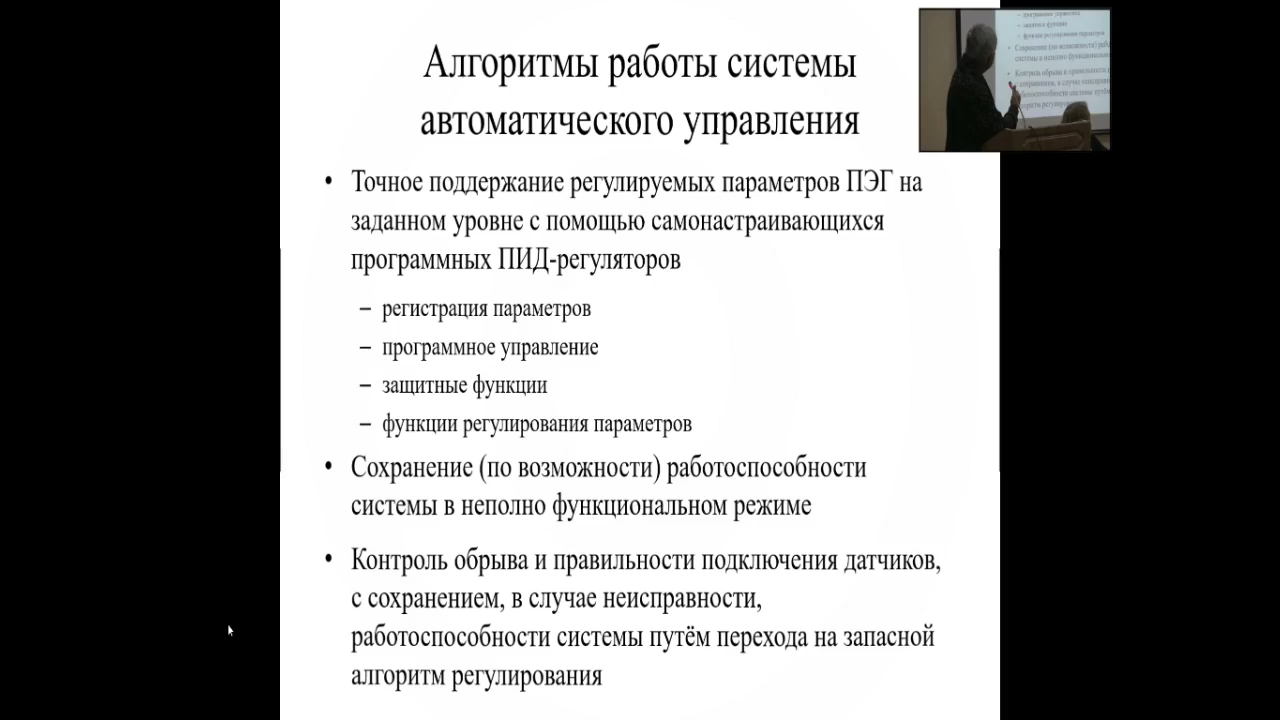 Алгоритмы работы системы
автоматического управления
• Точное поддержание регулируемых параметров ПЭГ на
заданном уровне с помощью самонастраивающихся
программных ПИД-регуляторов
– регистрация параметров
– программное управление
– защитные функции
– функции регулирования параметров
• Сохранение (по возможности) работоспособности
системы в неполно функциональном режиме
• Контроль обрыва и правильности подключения датчиков,
с сохранением, в случае неисправности,
работоспособности системы путём перехода на запасной
алгоритм регулирования